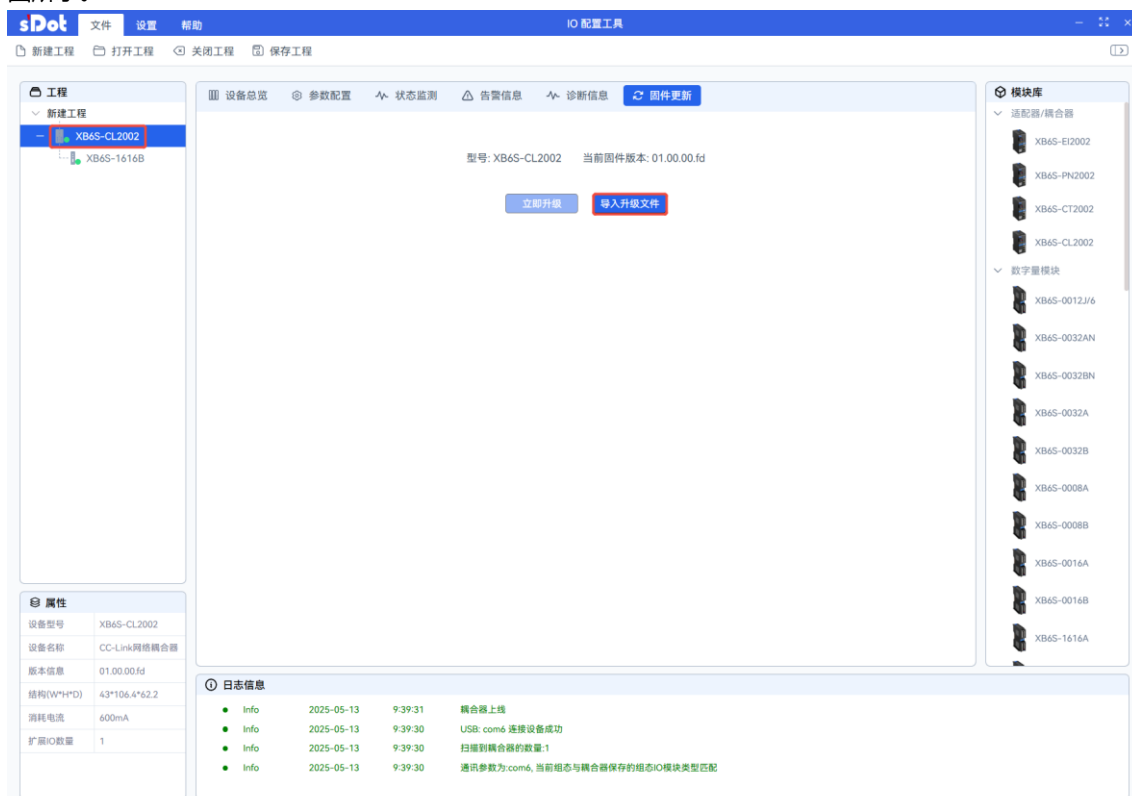 sDot 文件 设置 帮助 IO 配置工具
新建工程 打开工程 关闭工程 保存工程
工程
新建工程
XB6S-CL2002
XB6S-1616B
设备总览 参数配置 状态监测 告警信息 诊断信息 固件更新
型号: XB6S-CL2002 当前固件版本: 01.00.00.fd
立即升级 导入升级文件
模块库
适配器/耦合器
XB6S-EI2002
XB6S-PN2002
XB6S-CT2002
XB6S-CL2002
数字量模块
XB6S-0012J/6
XB6S-0032AN
XB6S-0032BN
XB6S-0032A
XB6S-0032B
XB6S-0008A
XB6S-0008B
XB6S-0016A
XB6S-0016B
XB6S-1616A
属性
设备型号 XB6S-CL2002
设备名称 CC-Link网络耦合器
版本信息 01.00.00.fd
结构(W*H*D) 43*106.4*62.2
消耗电流 600mA
扩展IO数量 1
日志信息
Info 2025-05-13 9:39:31 耦合器上线
Info 2025-05-13 9:39:30 USB: com6 连接设备成功
Info 2025-05-13 9:39:30 扫描到耦合器的数量:1
Info 2025-05-13 9:39:30 通讯参数为:com6, 当前组态与耦合器保存的组态IO模块类型匹配